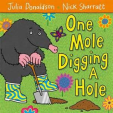 Julia Donaldson Nick Sharratt
One
Mole
Digging
A
Hole